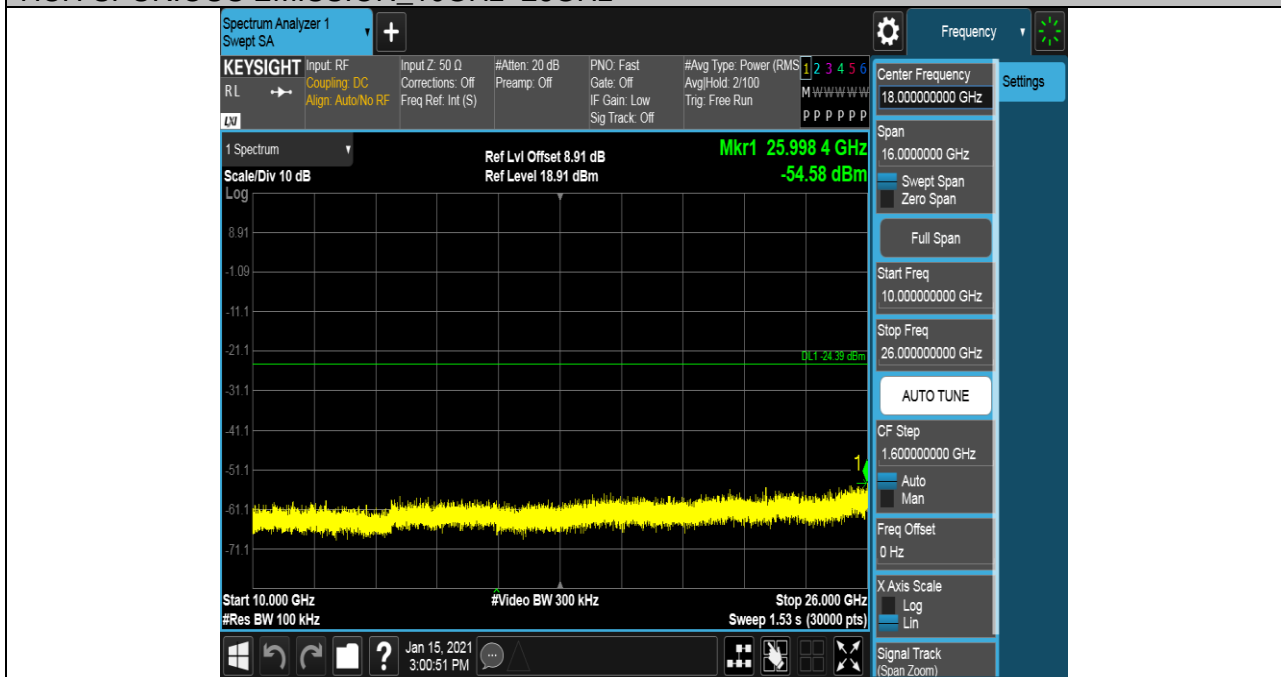 Spectrum Analyzer 1
Swept SA
+
Frequency
KEYSIGHT
RL
LXI
Input: RF
Coupling: DC
Align: Auto/No RF
Input Z: 50 Ω
Corrections: Off
Freq Ref: Int (S)
#Atten: 20 dB
Preamp: Off
PNO: Fast
Gate: Off
IF Gain: Low
Sig Track: Off
#Avg Type: Power (RMS
Avg|Hold: 2/100
Trig: Free Run
1 2 3 4 5 6
M W W W W W
P P P P P P
1 Spectrum
Scale/Div 10 dB
Ref Lvl Offset 8.91 dB
Ref Level 18.91 dBm
Mkr1 25.998 4 GHz
-54.58 dBm
Log
8.91
-1.09
-11.1
-21.1
DL1 -24.39 dBm
-31.1
-41.1
-51.1
1
-61.1
-71.1
Start 10.000 GHz
#Res BW 100 kHz
#Video BW 300 kHz
Stop 26.000 GHz
Sweep 1.53 s (30000 pts)
?
Jan 15, 2021
3:00:51 PM
Center Frequency
18.000000000 GHz
Settings
Span
16.0000000 GHz
Swept Span
Zero Span
Full Span
Start Freq
10.000000000 GHz
Stop Freq
26.000000000 GHz
AUTO TUNE
CF Step
1.600000000 GHz
Auto
Man
Freq Offset
0 Hz
X Axis Scale
Log
Lin
Signal Track
(Span Zoom)